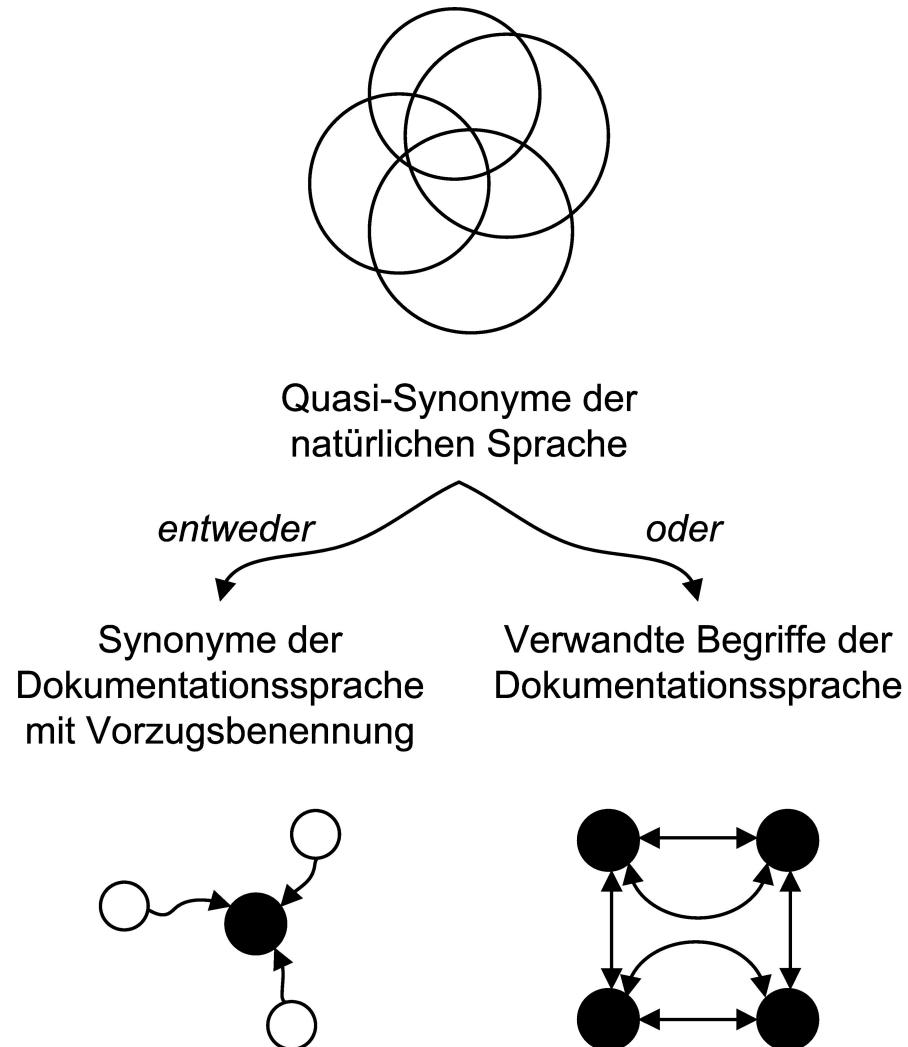 Quasi-Synonyme der
natürlichen Sprache
entweder
oder
Synonyme der
Dokumentationssprache
mit Vorzugsbenennung
Verwandte Begriffe der
Dokumentationssprache